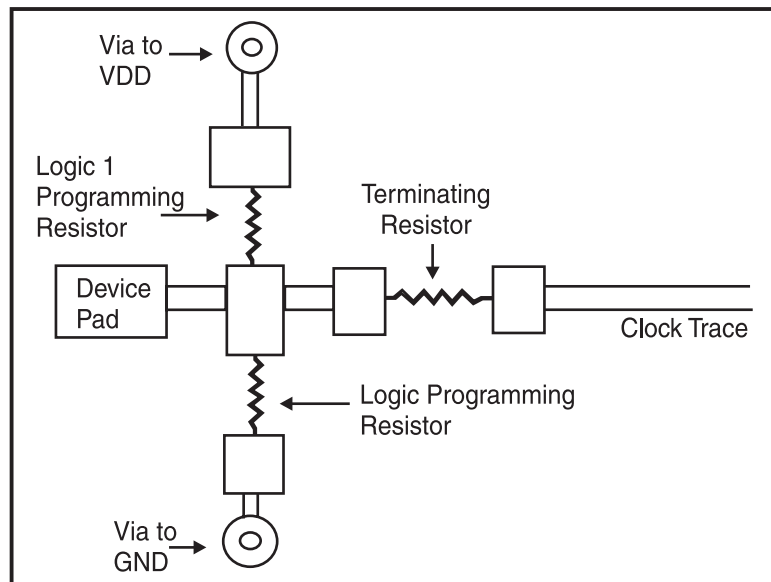 Via to
VDD
Logic 1
Programming
Resistor
Terminating
Resistor
Device
Pad
Clock Trace
Logic Programming
Resistor
Via to
GND